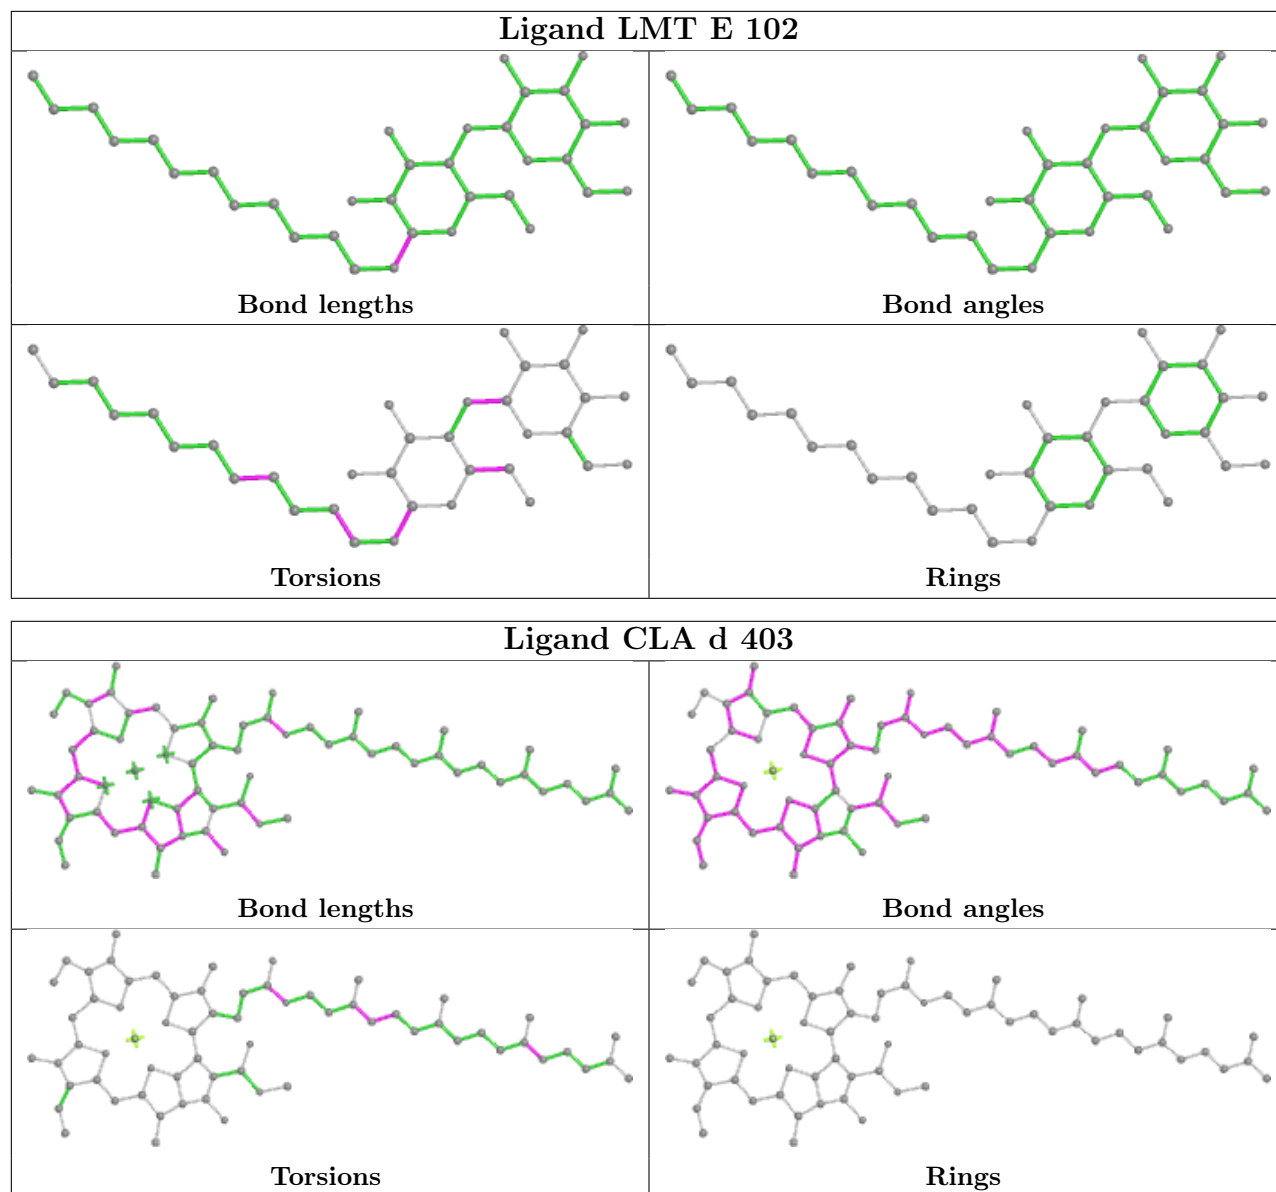 Ligand LMT E 102
Bond lengths
Bond angles
Torsions
Rings
Ligand CLA d 403
Bond lengths
Bond angles
Torsions
Rings